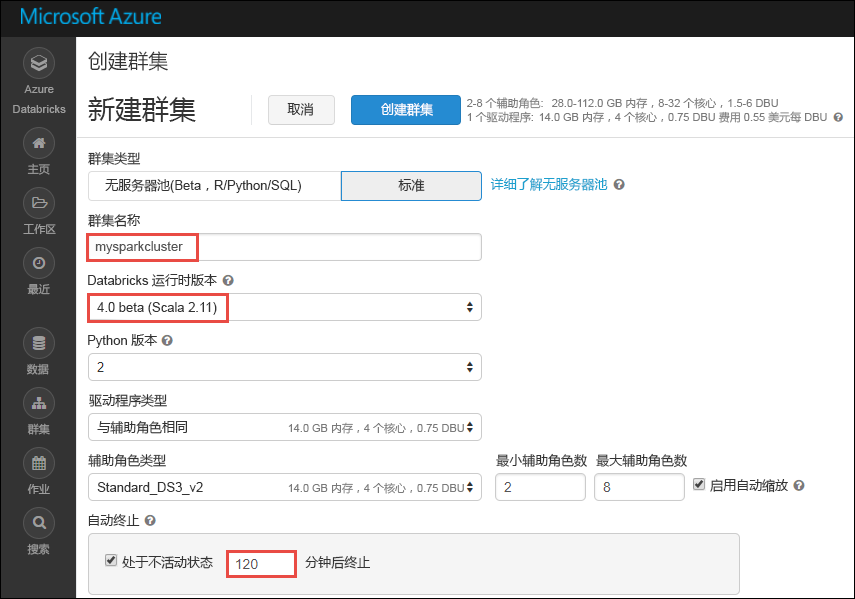 Microsoft Azure
Azure
Databricks
主页
工作区
最近
数据
群集
作业
搜索
创建群集
新建群集
取消
创建群集
2-8 个辅助角色: 28.0-112.0 GB 内存，8-32 个核心，1.5-6 DBU
1 个驱动程序: 14.0 GB 内存，4 个核心，0.75 DBU 费用 0.55 美元每 DBU ?
群集类型
无服务器池(Beta，R/Python/SQL)
标准
详细了解无服务器池 ?
群集名称
mysparkcluster
Databricks 运行时版本 ?
4.0 beta (Scala 2.11)
Python 版本 ?
2
驱动程序类型
与辅助角色相同
14.0 GB 内存，4 个核心，0.75 DBU
辅助角色类型
最小辅助角色数
最大辅助角色数
Standard_DS3_v2
14.0 GB 内存，4 个核心，0.75 DBU
2
8
启用自动缩放 ?
自动终止 ?
处于不活动状态
120
分钟后终止